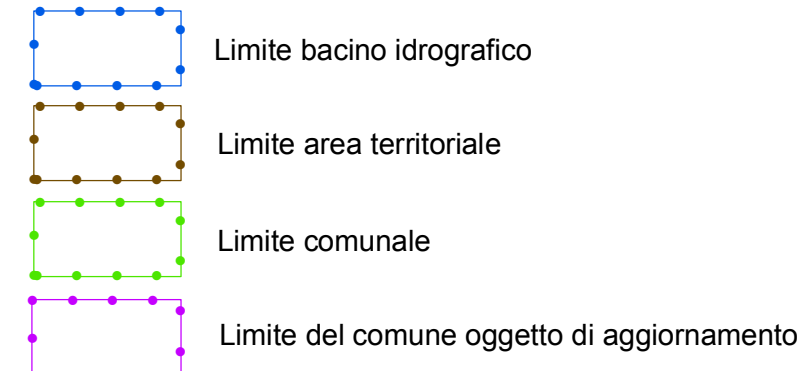 Limite bacino idrografico
Limite area territoriale
Limite comunale
Limite del comune oggetto di aggiornamento